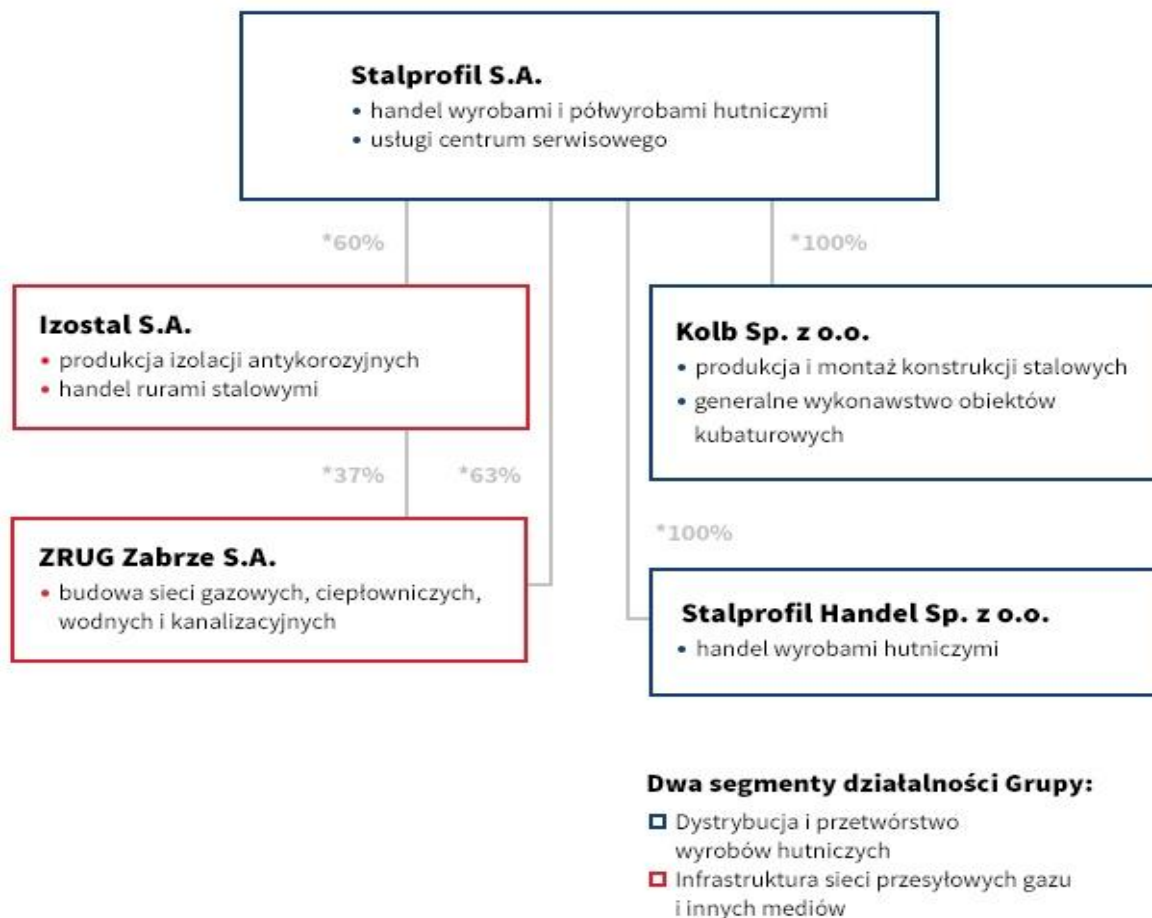 Stalprofil S.A.
• handel wyrobami i półwyrobami hutniczymi
• usługi centrum serwisowego
*60%
*100%
Izostal S.A.
• produkcja izolacji antykorozyjnych
• handel rurami stalowymi
Kolb Sp. z o.o.
• produkcja i montaż konstrukcji stalowych
• generalne wykonawstwo obiektów
kubaturowych
*37%
*63%
*100%
ZRUG Zabrze S.A.
• budowa sieci gazowych, ciepłowniczych,
wodnych i kanalizacyjnych
Stalprofil Handel Sp. z o.o.
• handel wyrobami hutniczymi
Dwa segmenty działalności Grupy:
Dystrybucja i przetwórstwo
wyrobów hutniczych
Infrastruktura sieci przesyłowych gazu
i innych mediów